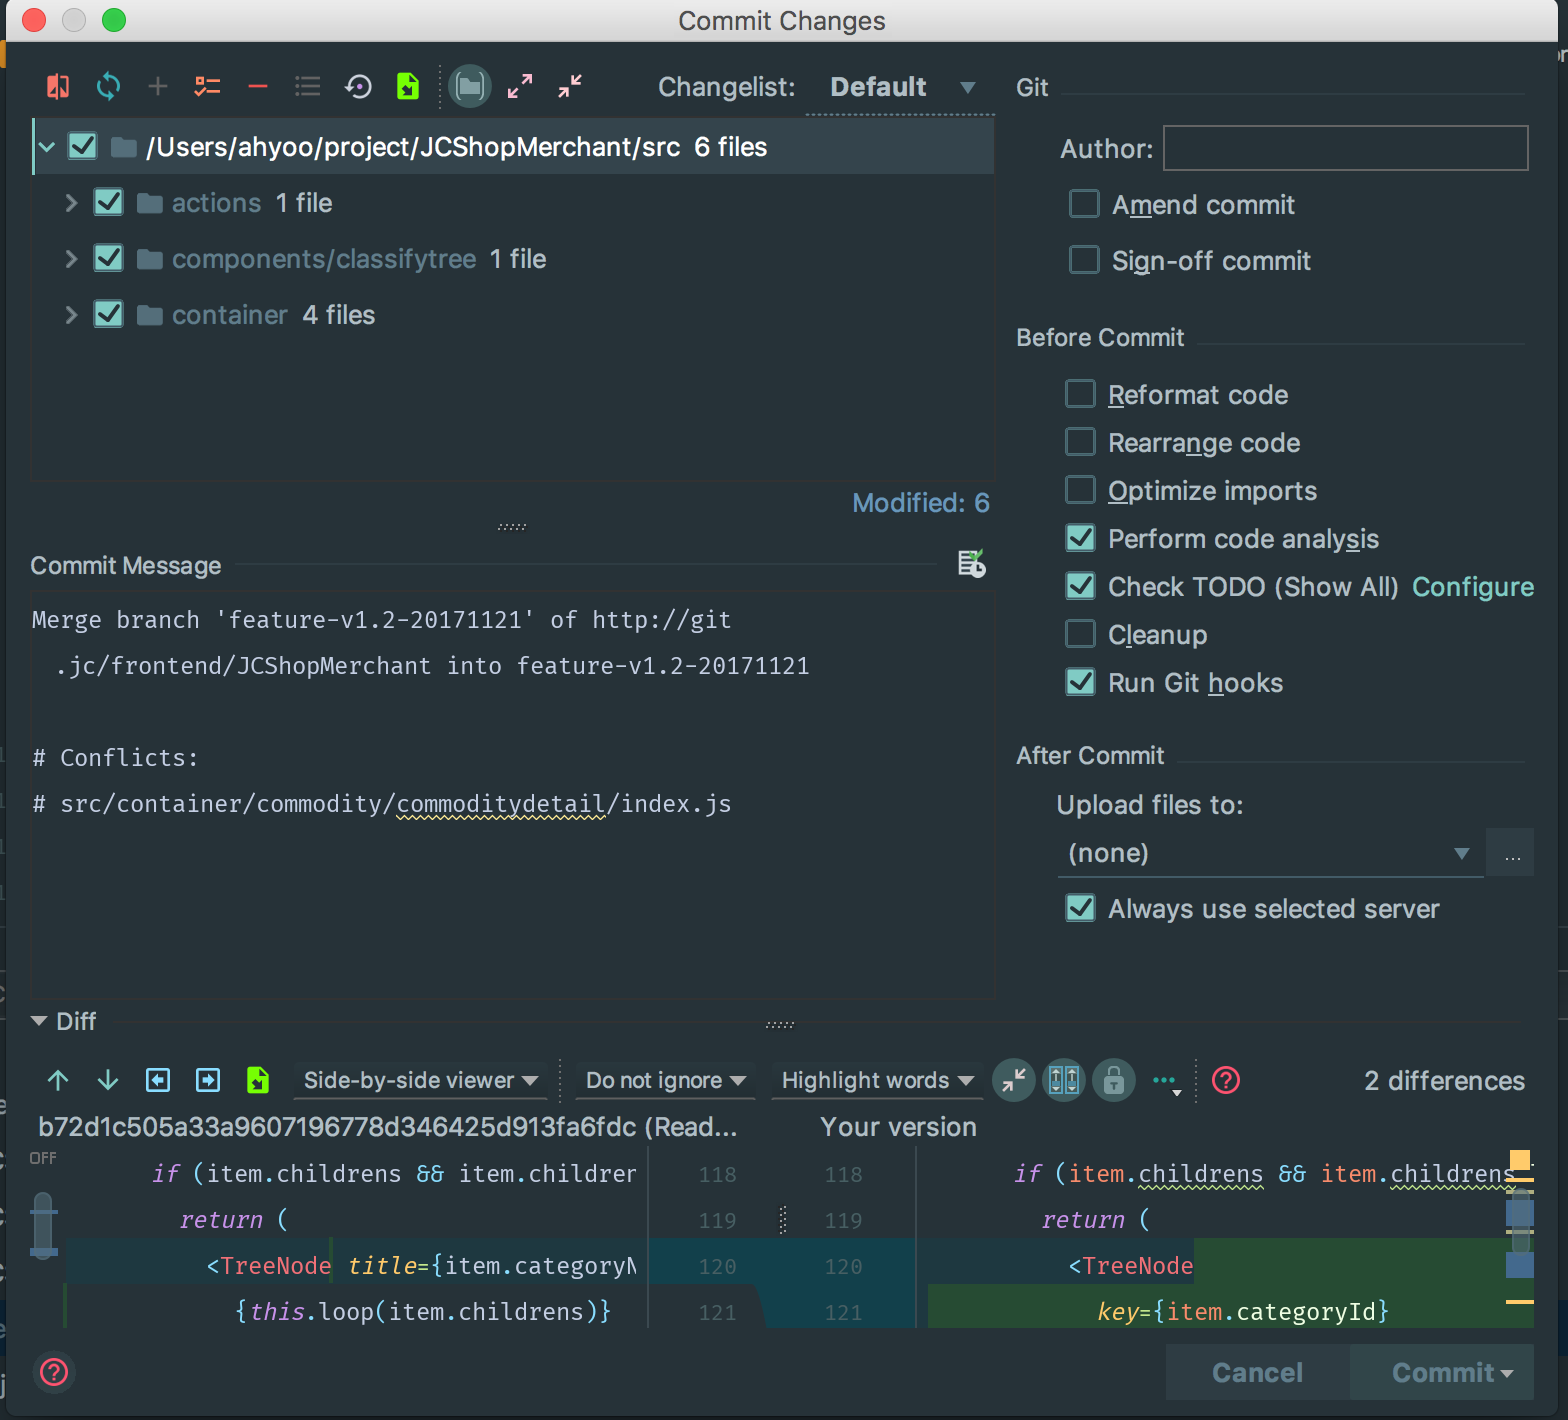 Commit Changes
Changelist: Default
/Users/ahyoo/project/JCShopMerchant/src 6 files
actions 1 file
components/classifytree 1 file
container 4 files
Modified: 6
Commit Message
Merge branch 'feature-v1.2-20171121' of http://git
.jc/frontend/JCShopMerchant into feature-v1.2-20171121
# Conflicts:
# src/container/commodity/commoditydetail/index.js
Git
Author:
Amend commit
Sign-off commit
Before Commit
Reformat code
Rearrange code
Optimize imports
Perform code analysis
Check TODO (Show All) Configure
Cleanup
Run Git hooks
After Commit
Upload files to:
(none) ...
Always use selected server
Diff
Side-by-side viewer Do not ignore Highlight words 2 differences
b72d1c505a33a9607196778d346425d913fa6fdc (Read... Your version
OFF
if (item.childrens && item.childrer 118 118 if (item.childrens && item.childrens
return ( 119 119 return (
<TreeNode title={item.category 120 120 <TreeNode
{this.loop(item.childrens)} 121 121 key={item.categoryId}
Cancel Commit